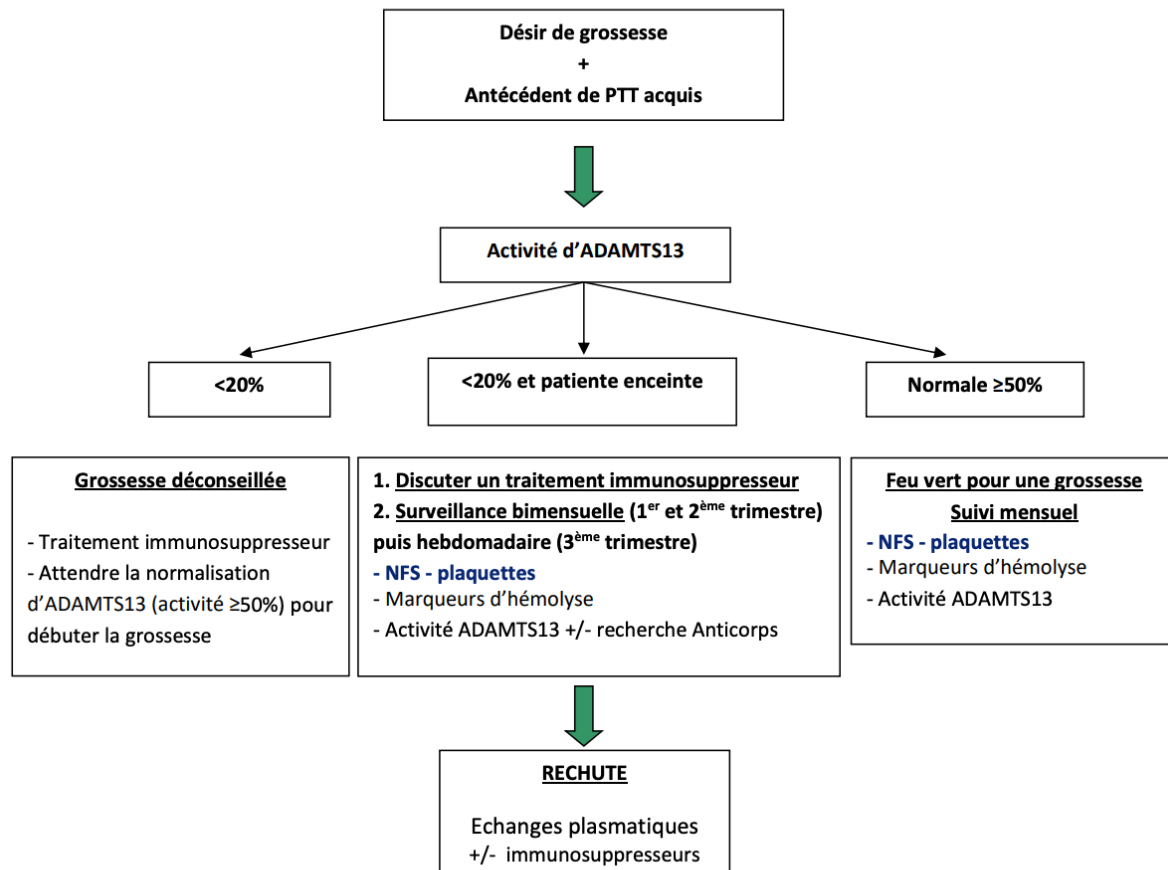 Désir de grossesse
+
Antécédent de PTT acquis
Activité d'ADAMTS13
<20%
<20% et patiente enceinte
Normale ≥50%
Grossesse déconseillée
- Traitement immunosuppresseur
- Attendre la normalisation
d'ADAMTS13 (activité ≥50%) pour
débuter la grossesse
1. Discuter un traitement immunosuppresseur
2. Surveillance bimensuelle (1er et 2ème trimestre)
puis hebdomadaire (3ème trimestre)
- NFS - plaquettes
- Marqueurs d'hémolyse
- Activité ADAMTS13 +/- recherche Anticorps
Feu vert pour une grossesse
Suivi mensuel
- NFS - plaquettes
- Marqueurs d'hémolyse
- Activité ADAMTS13
RECHUTE
Echanges plasmatiques
+/- immunosuppresseurs